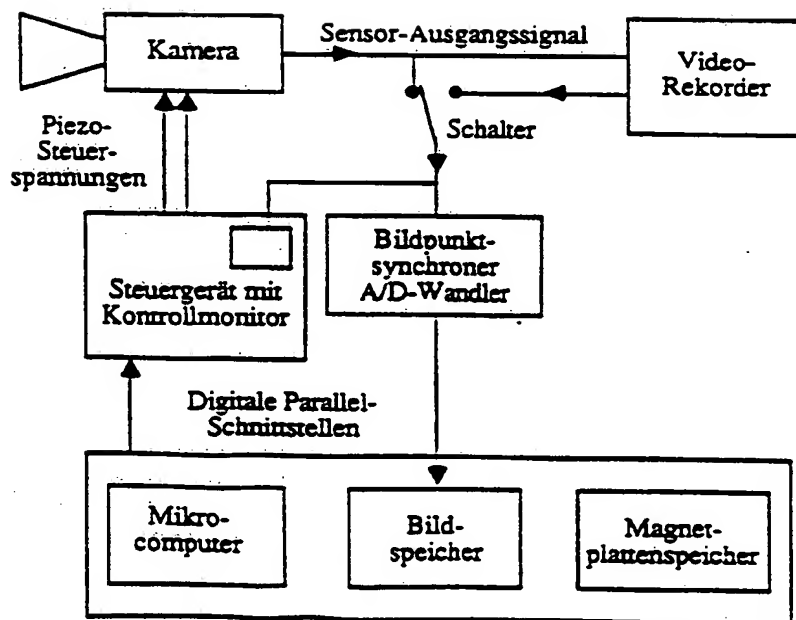 Kamera
Sensor-Ausgangssignal
Video-
Rekorder
Piezo-
Steuer-
spannungen
Schalter
Bildpunkt-
synchroner
A/D-Wandler
Steuergerät mit
Kontrollmonitor
Digitale Parallel-
Schnittstellen
Mikro-
computer
Bild-
speicher
Magnet-
plattenspeicher